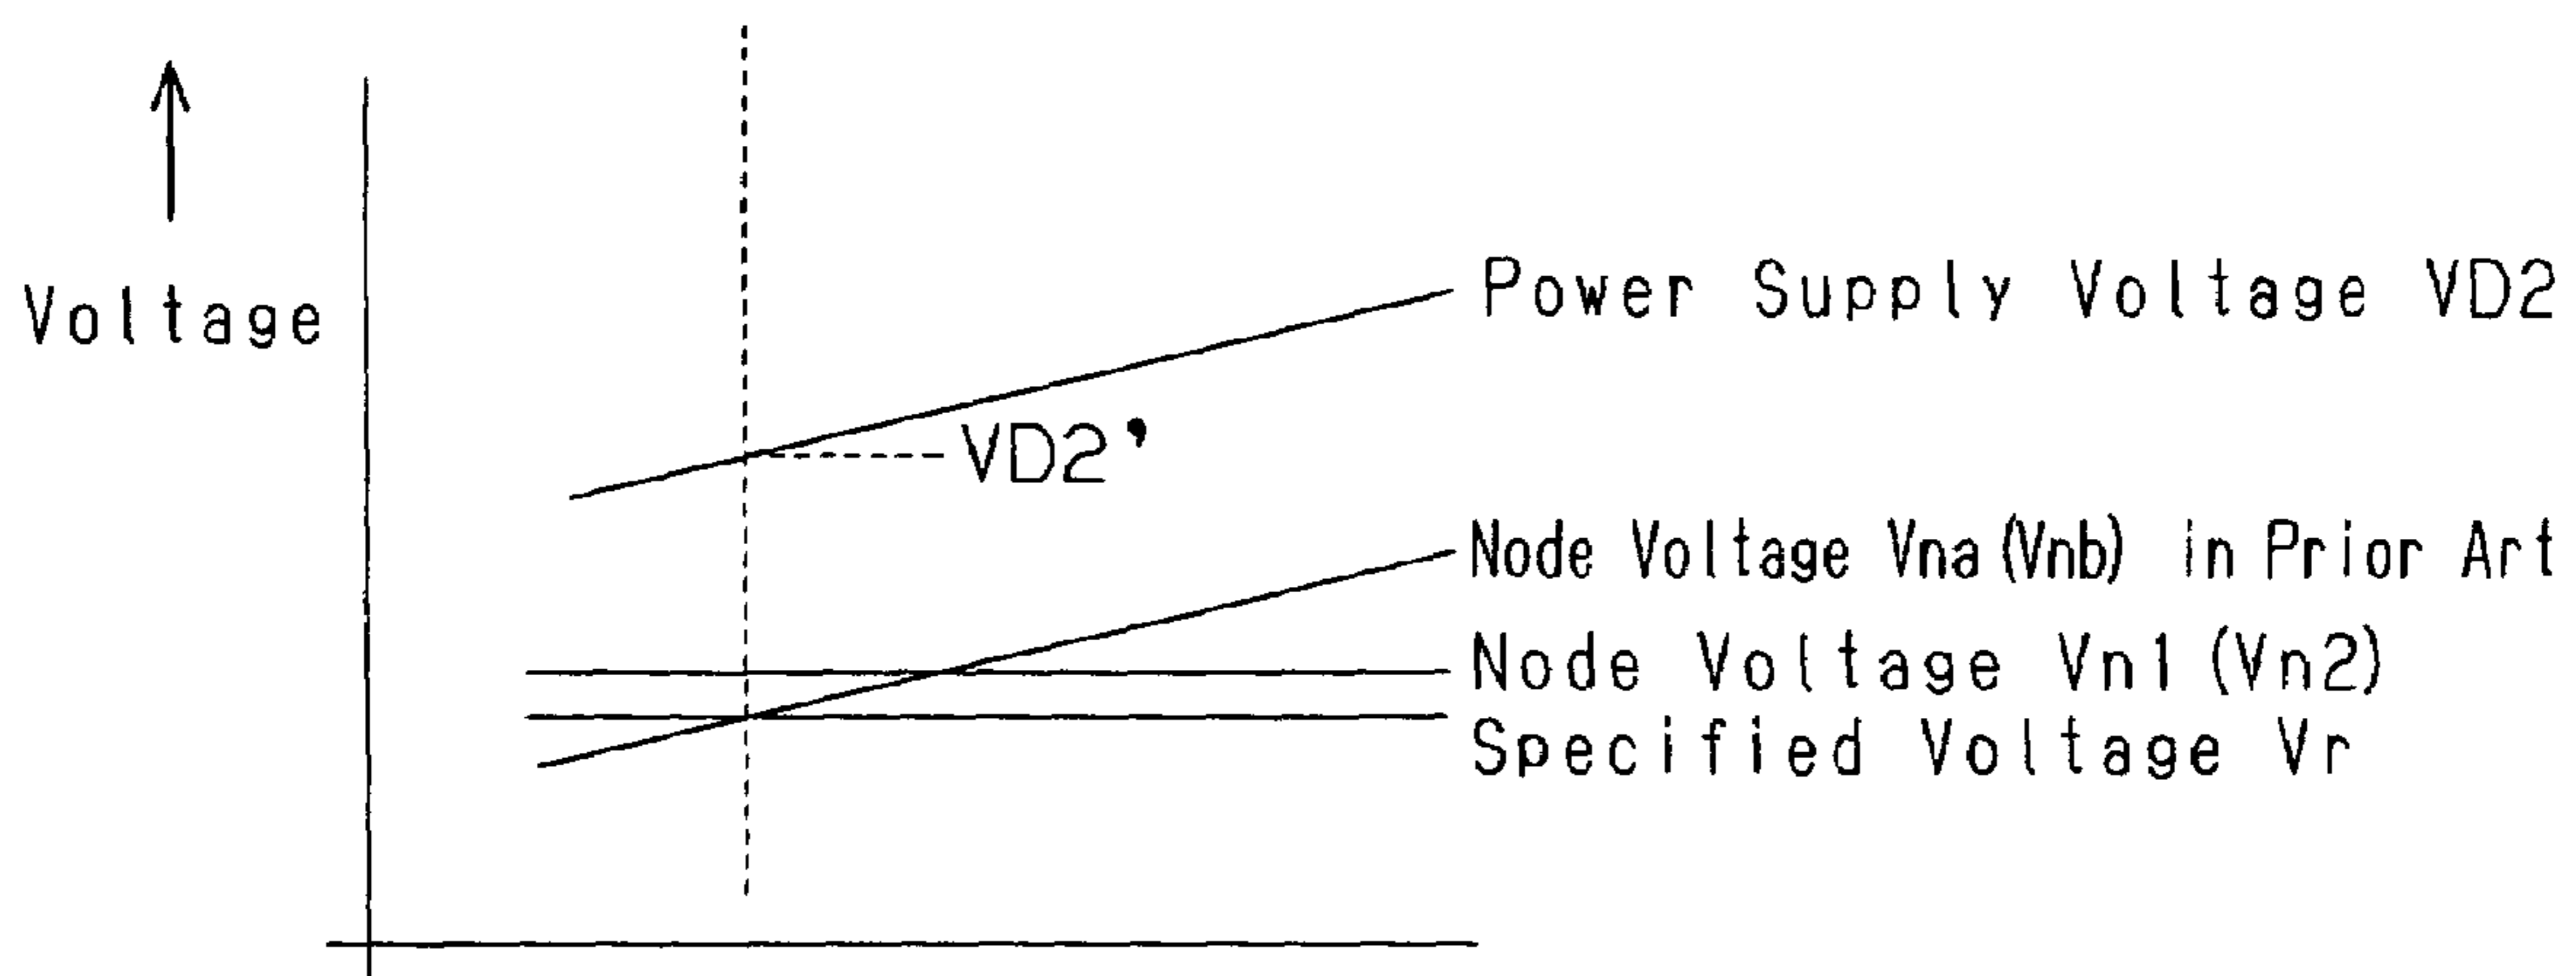 Voltage
Power Supply Voltage VD2
VD2'
Node Voltage Vna (Vnb) in Prior Art
Node Voltage Vn1 (Vn2)
Specified Voltage Vr